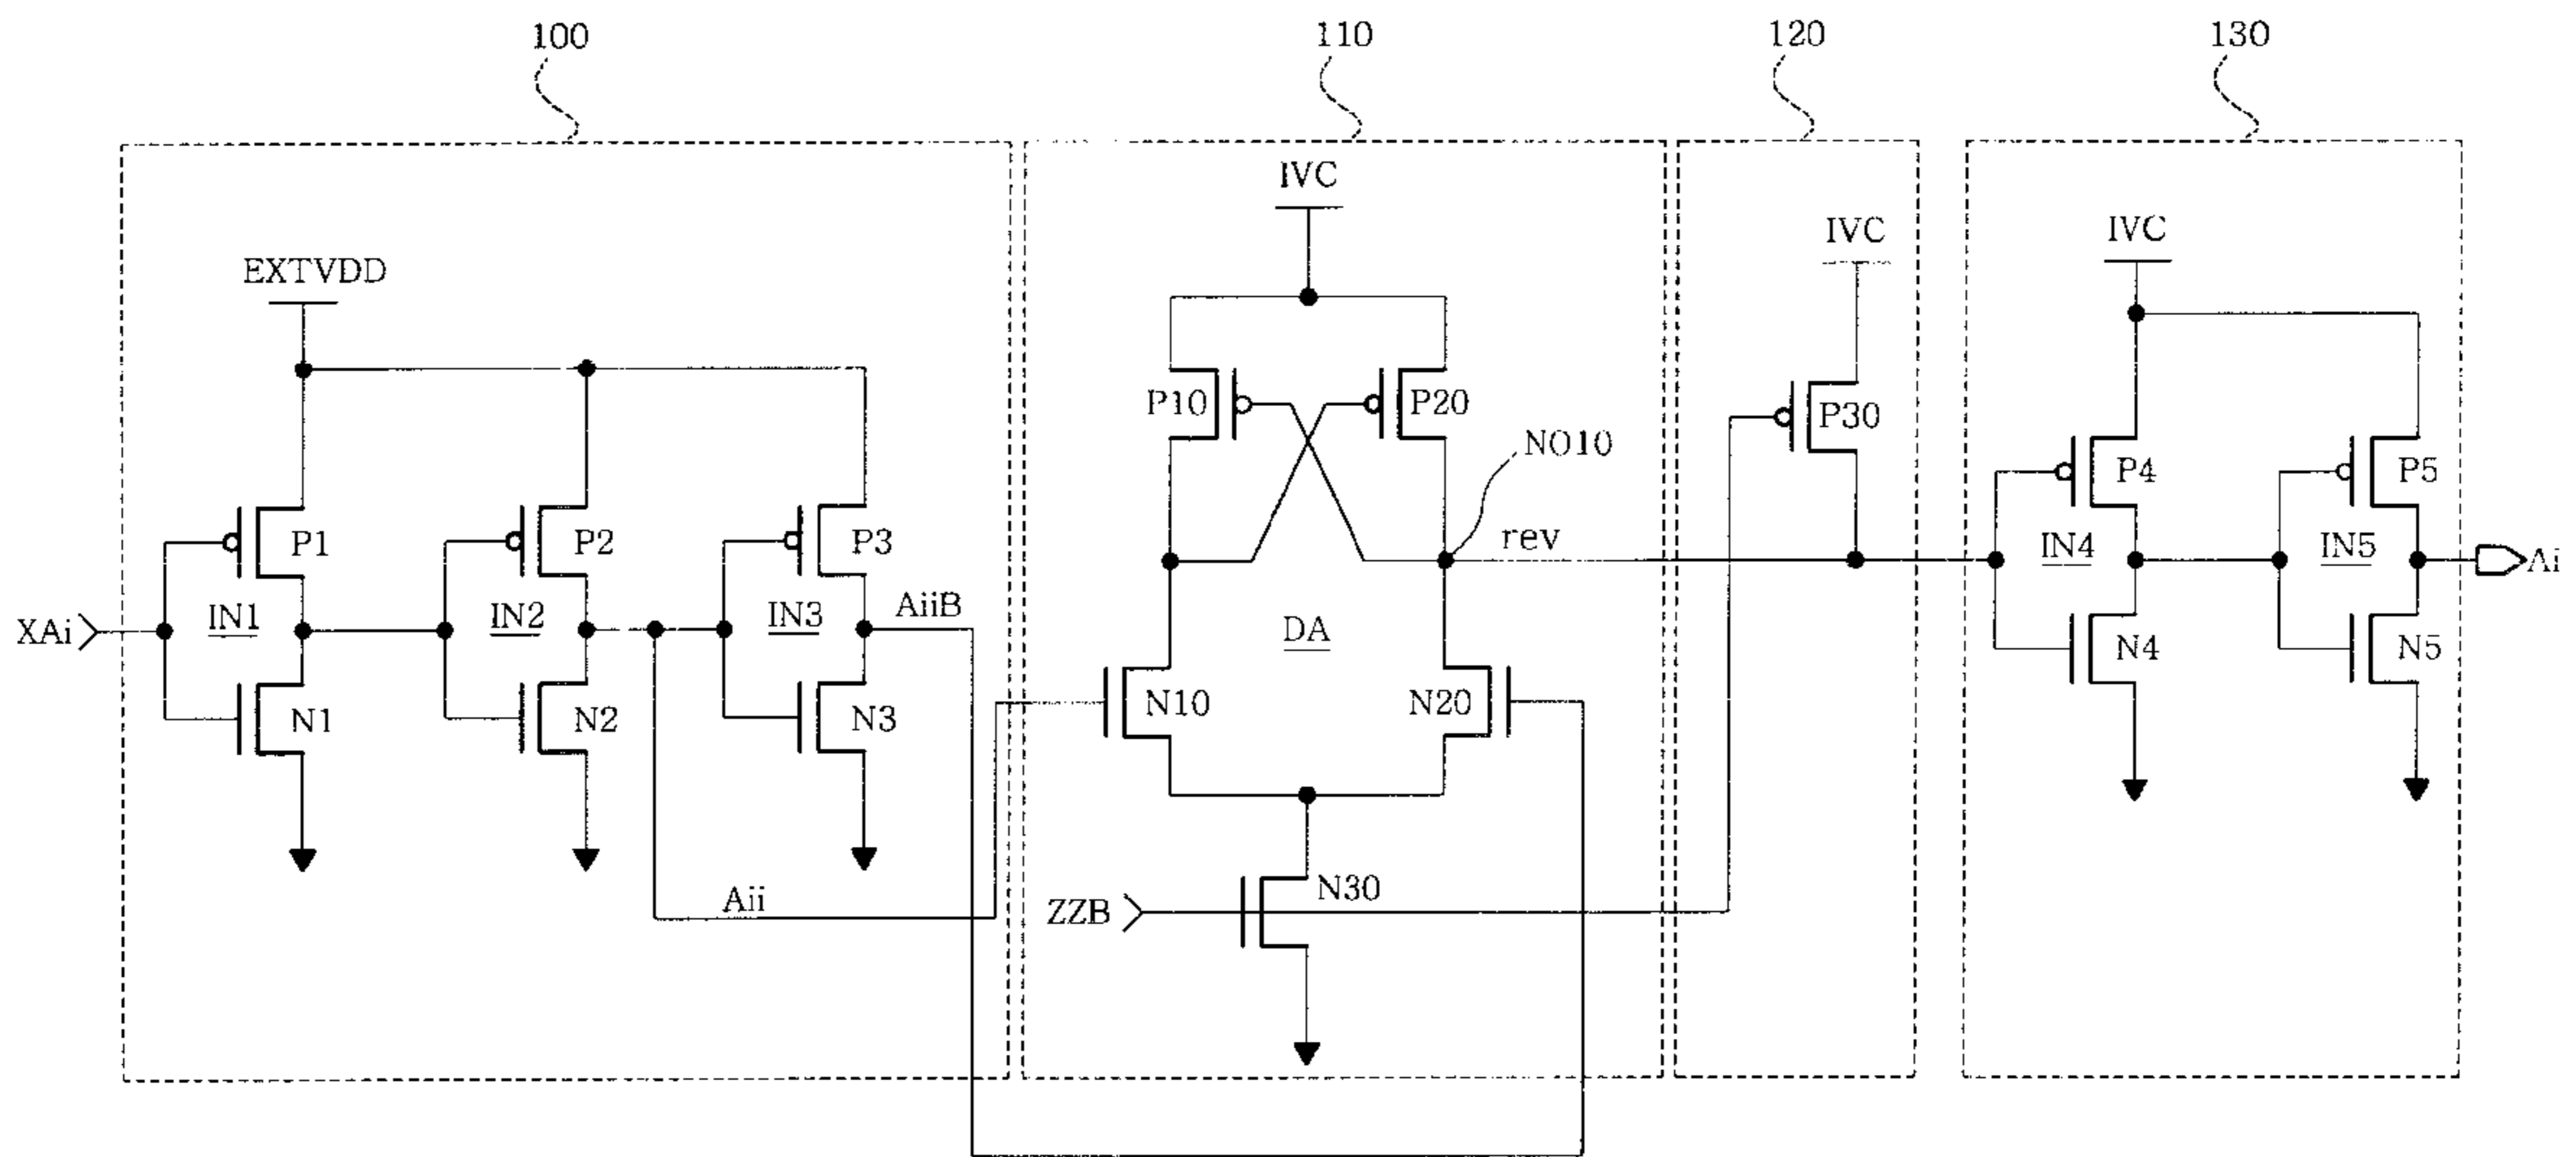 100
110
120
130
IVC
IVC
IVC
EXTVDD
P10
P20
P30
NO10
P4
P5
P1
P2
P3
rev
IN4
IN5
Ai
XAi
IN1
IN2
IN3
AiiB
DA
N4
N5
N1
N2
N3
N10
N20
Aii
ZZB
N30